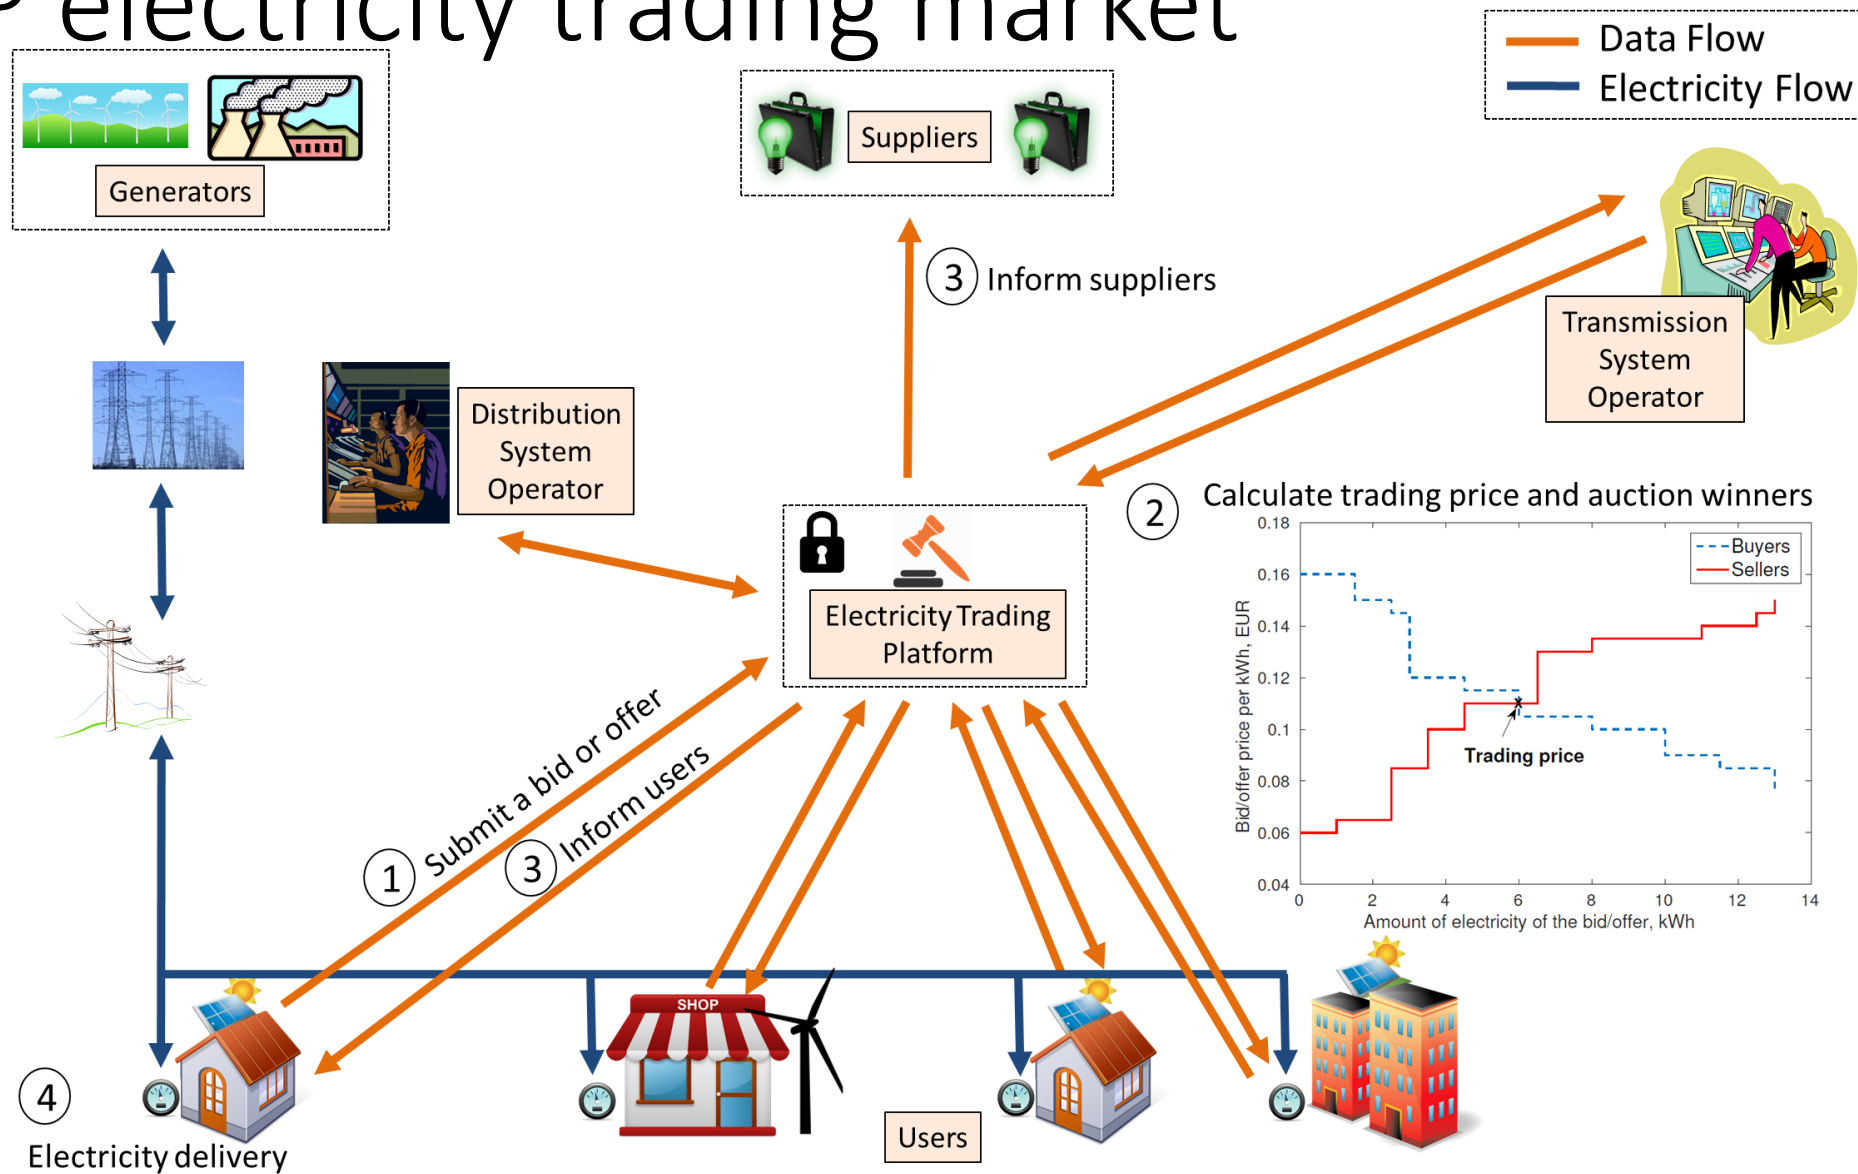 electricity trading market
Data Flow
Electricity Flow
Generators
Suppliers
3 Inform suppliers
Transmission
System
Operator
Distribution
System
Operator
2 Calculate trading price and auction winners
Electricity Trading
Platform
1 Submit a bid or offer
3 Inform users
0.18
0.16
0.14
0.12
0.1
0.08
0.06
0.04
Bid/offer price per kWh, EUR
Buyers
Sellers
Trading price
0 2 4 6 8 10 12 14
Amount of electricity of the bid/offer, kWh
SHOP
4
Electricity delivery
Users